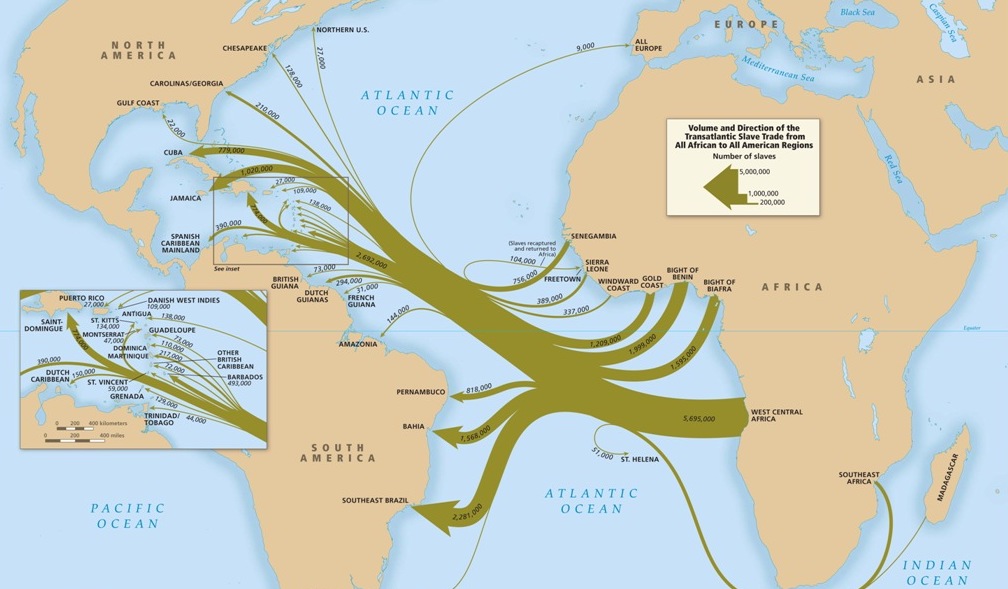 NORTH
AMERICA
NORTHERN U.S.
CHESAPEAKE
27,000
128,000
CAROLINAS/GEORGIA
210,000
GULF COAST
22,000
CUBA
779,000
1,020,000
JAMAICA
27,000
109,000
138,000
774,000
390,000
SPANISH
CARIBBEAN
MAINLAND
See inset
2,692,000
ATLANTIC
OCEAN
9,000
ALL
EUROPE
EUROPE
Black Sea
Caspian Sea
Mediterranean Sea
ASIA
Red Sea
Volume and Direction of the
Transatlantic Slave Trade from
All African to All American Regions
Number of slaves
5,000,000
1,000,000
200,000
BRITISH
GUIANA
73,000
DUTCH
GUIANAS
294,000
FRENCH
GUIANA
31,000
144,000
AMAZONIA
(Slaves recaptured
and returned to
Africa)
104,000
SENEGAMBIA
756,000
FREETOWN
SIERRA
LEONE
389,000
WINDWARD
COAST
337,000
GOLD
COAST
1,209,000
BIGHT OF
BENIN
1,999,000
BIGHT OF
BIAFRA
1,595,000
AFRICA
Equator
PUERTO RICO
27,000
DANISH WEST INDIES
109,000
SAINT-
DOMINGUE
774,000
ANTIGUA
138,000
ST. KITTS
134,000
MONTSERRAT
47,000
GUADELOUPE
73,000
DOMINICA
110,000
MARTINIQUE
217,000
72,000
OTHER
BRITISH
CARIBBEAN
BARBADOS
493,000
390,000
DUTCH
CARIBBEAN
150,000
ST. VINCENT
59,000
GRENADA
129,000
TRINIDAD/
TOBAGO
44,000
0 200 400 kilometers
0 200 400 miles
PERNAMBUCO
818,000
BAHIA
1,568,000
SOUTHEAST BRAZIL
2,281,000
SOUTH
AMERICA
5,695,000
WEST CENTRAL
AFRICA
51,000
ST. HELENA
SOUTHEAST
AFRICA
MADAGASCAR
PACIFIC
OCEAN
ATLANTIC
OCEAN
INDIAN
OCEAN